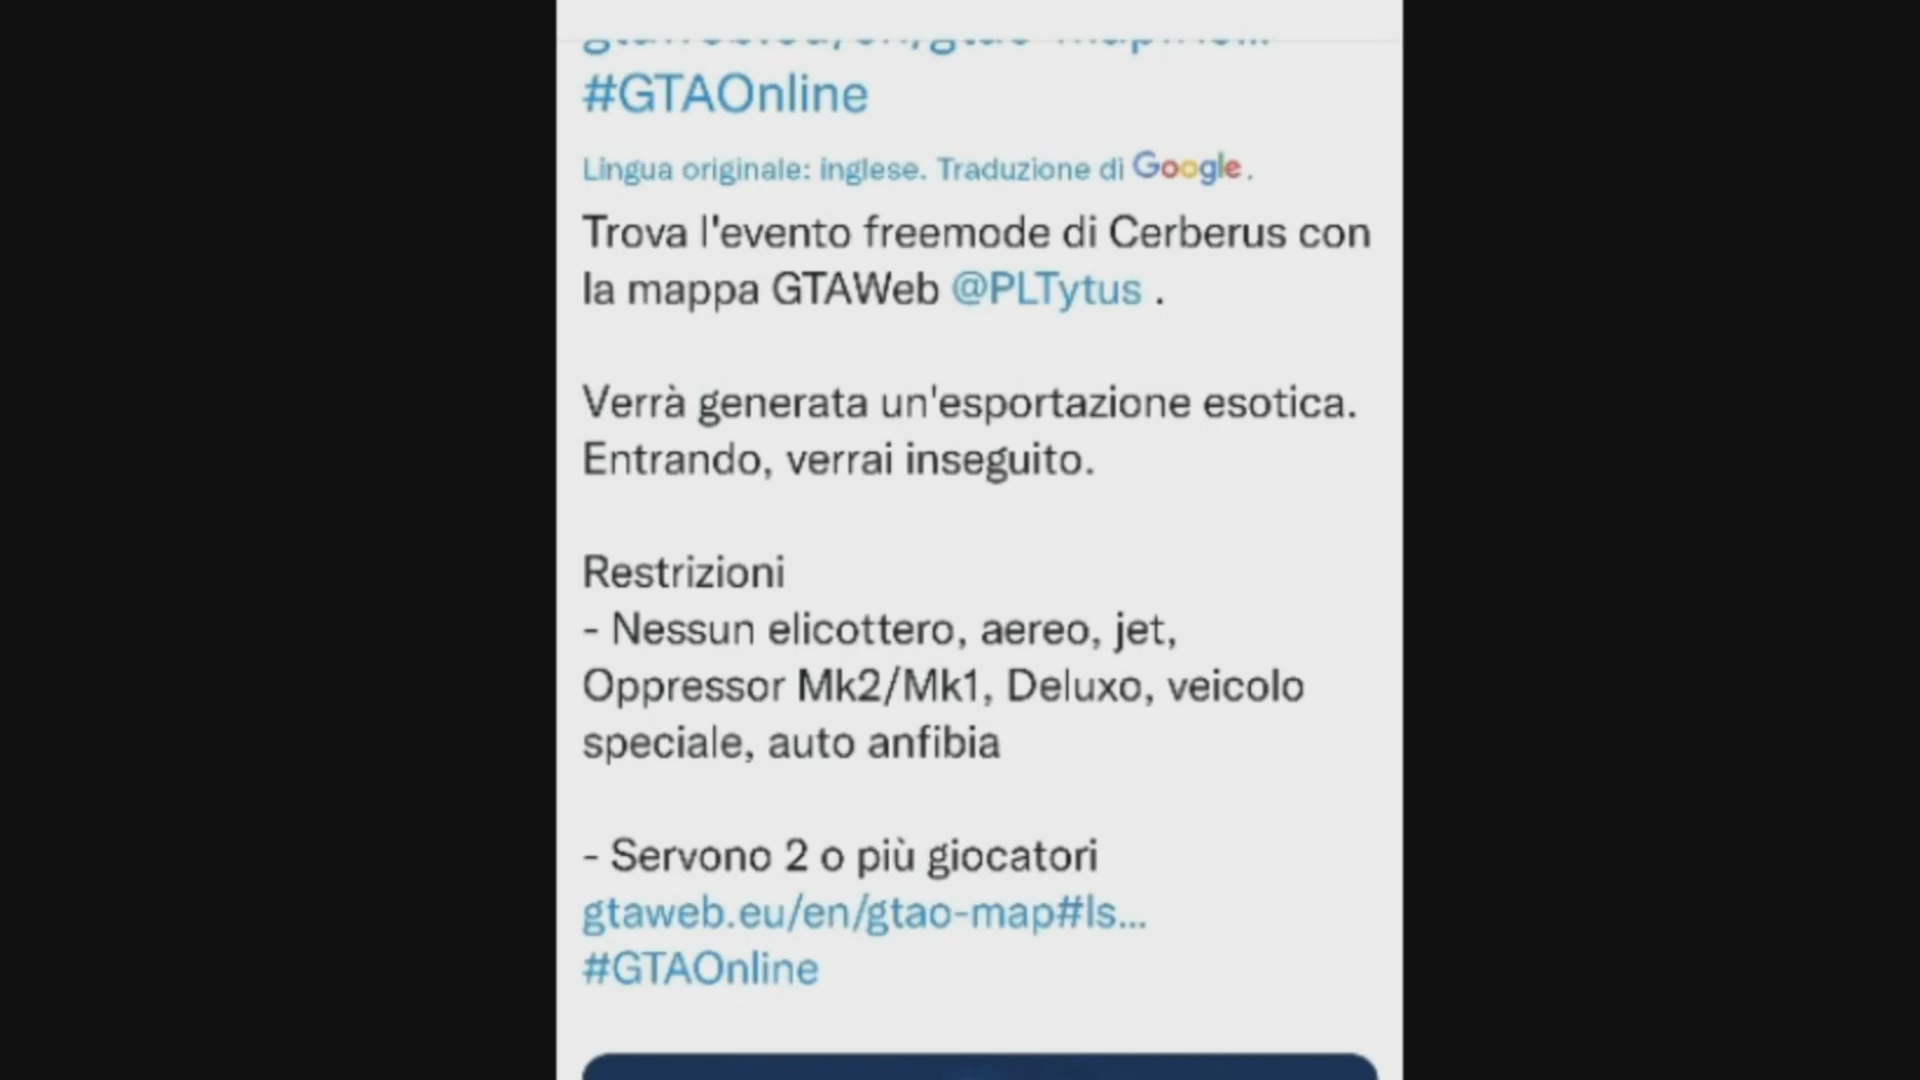 #GTAOnline
Lingua originale: inglese. Traduzione di Google.
Trova l'evento freemode di Cerberus con
la mappa GTAWeb @PLTytus .
Verrà generata un'esportazione esotica.
Entrando, verrai inseguito.
Restrizioni
- Nessun elicottero, aereo, jet,
Oppressor Mk2/Mk1, Deluxo, veicolo
speciale, auto anfibia
- Servono 2 o più giocatori
gtaweb.eu/en/gtao-map#ls...
#GTAOnline